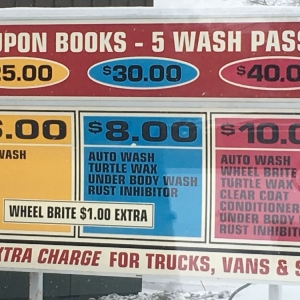 UPON BOOKS - 5 WASH PASS
25.00 $30.00 $40.0
6.00 $8.00 $10.0
WASH
AUTO WASH
TURTLE WAX
UNDER BODY WASH
RUST INHIBITOR
AUTO WASH
WHEEL BRITE
TURTLE WAX
CLEAR COAT
CONDITIONER
UNDER BODY
RUST INHIBITO
WHEEL BRITE $1.00 EXTRA
XTRA CHARGE FOR TRUCKS, VANS & S